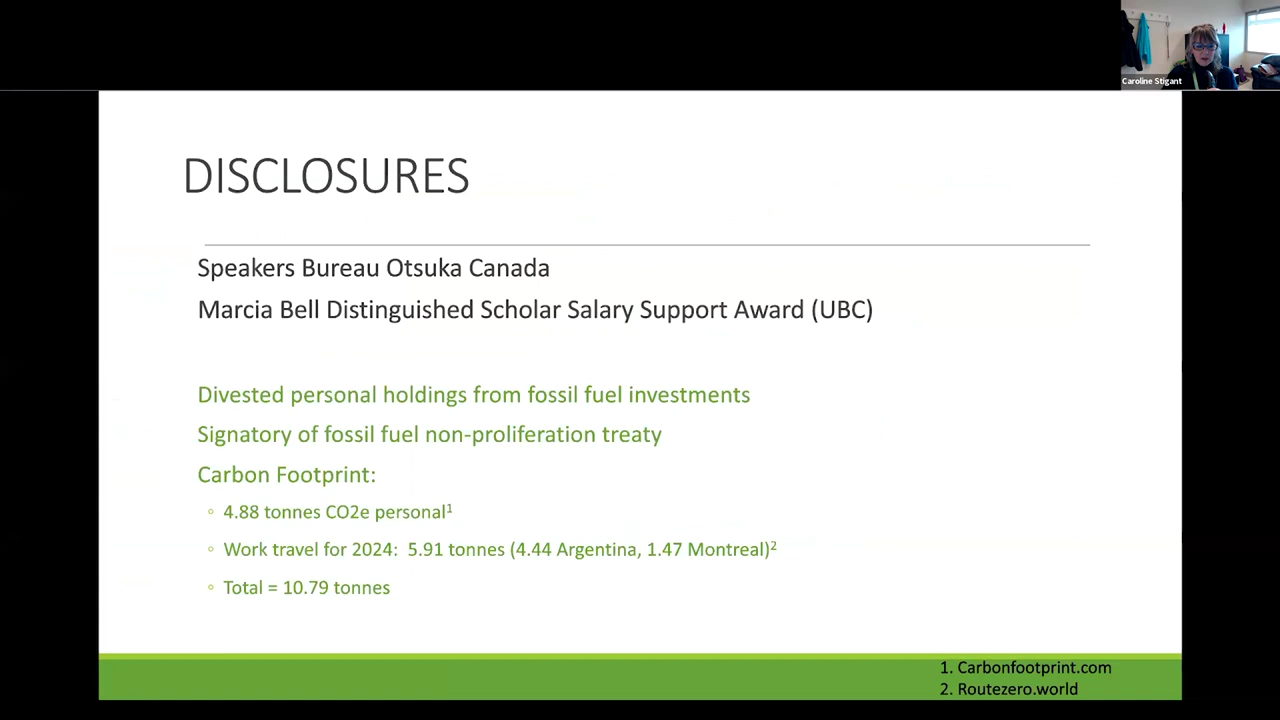 Caroline Stigant
DISCLOSURES
Speakers Bureau Otsuka Canada
Marcia Bell Distinguished Scholar Salary Support Award (UBC)
Divested personal holdings from fossil fuel investments
Signatory of fossil fuel non-proliferation treaty
Carbon Footprint:
◦ 4.88 tonnes CO2e personal¹
◦ Work travel for 2024: 5.91 tonnes (4.44 Argentina, 1.47 Montreal)²
◦ Total = 10.79 tonnes
1. Carbonfootprint.com
2. Routezero.world